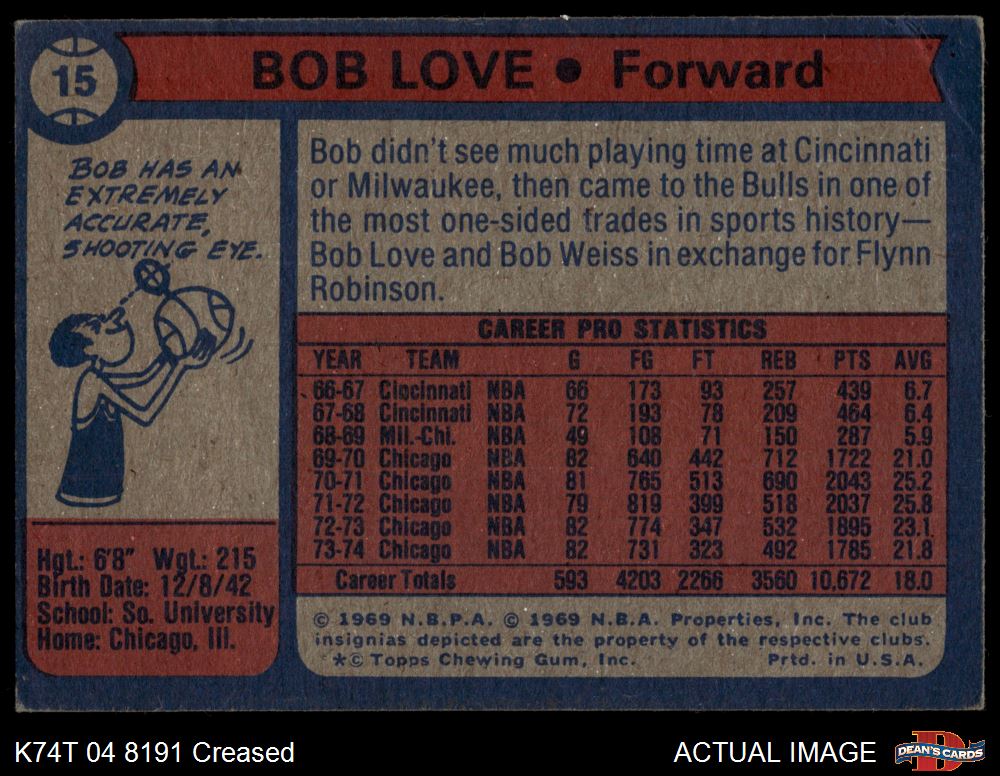 15
BOB LOVE • Forward
BOB HAS AN
EXTREMELY
ACCURATE,
SHOOTING EYE.
Bob didn't see much playing time at Cincinnati
or Milwaukee, then came to the Bulls in one of
the most one-sided trades in sports history—
Bob Love and Bob Weiss in exchange for Flynn
Robinson.
CAREER PRO STATISTICS
YEAR TEAM G FG FT REB PTS AVG
66-67 Cincinnati NBA 66 173 93 257 439 6.7
67-68 Cincinnati NBA 72 193 78 209 464 6.4
68-69 Mil.-Chi. NBA 49 108 71 150 287 5.9
69-70 Chicago NBA 82 640 442 712 1722 21.0
70-71 Chicago NBA 81 765 513 690 2043 25.2
71-72 Chicago NBA 79 819 399 518 2037 25.8
72-73 Chicago NBA 82 774 347 532 1895 23.1
73-74 Chicago NBA 82 731 323 492 1785 21.8
Career Totals 593 4203 2266 3560 10,672 18.0
Hgt.: 6'8" Wgt.: 215
Birth Date: 12/8/42
School: So. University
Home: Chicago, Ill.
© 1969 N.B.P.A. © 1969 N.B.A. Properties, Inc. The club
insignias depicted are the property of the respective clubs.
*© Topps Chewing Gum, Inc. Prtd. in U.S.A.
K74T 04 8191 Creased
ACTUAL IMAGE
D
DEAN'S CARDS